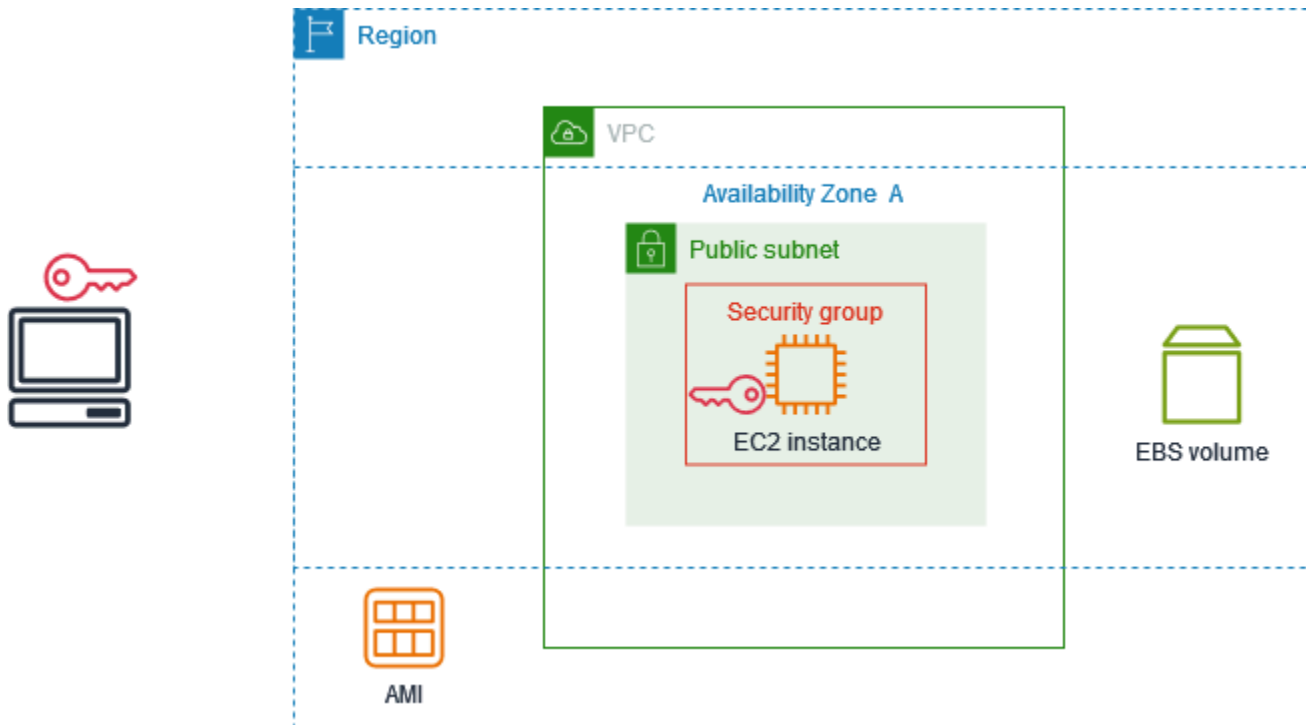 Region
VPC
Availability Zone A
Public subnet
Security group
EC2 instance
EBS volume
AMI